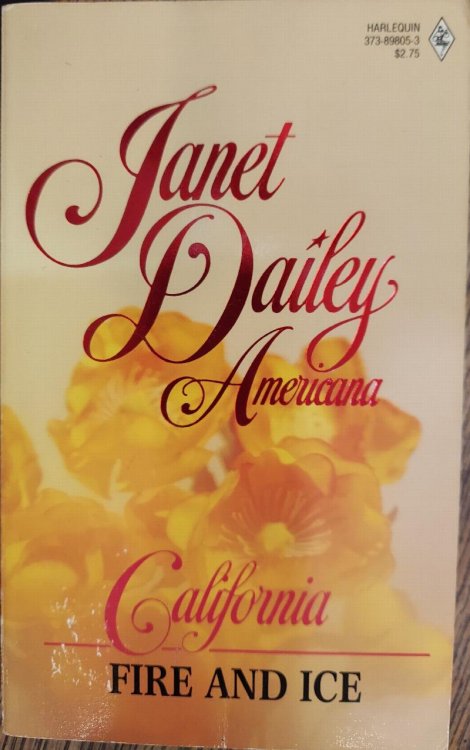 HARLEQUIN
373-89805-3
$2.75
Janet
Dailey
Americana
California
FIRE AND ICE